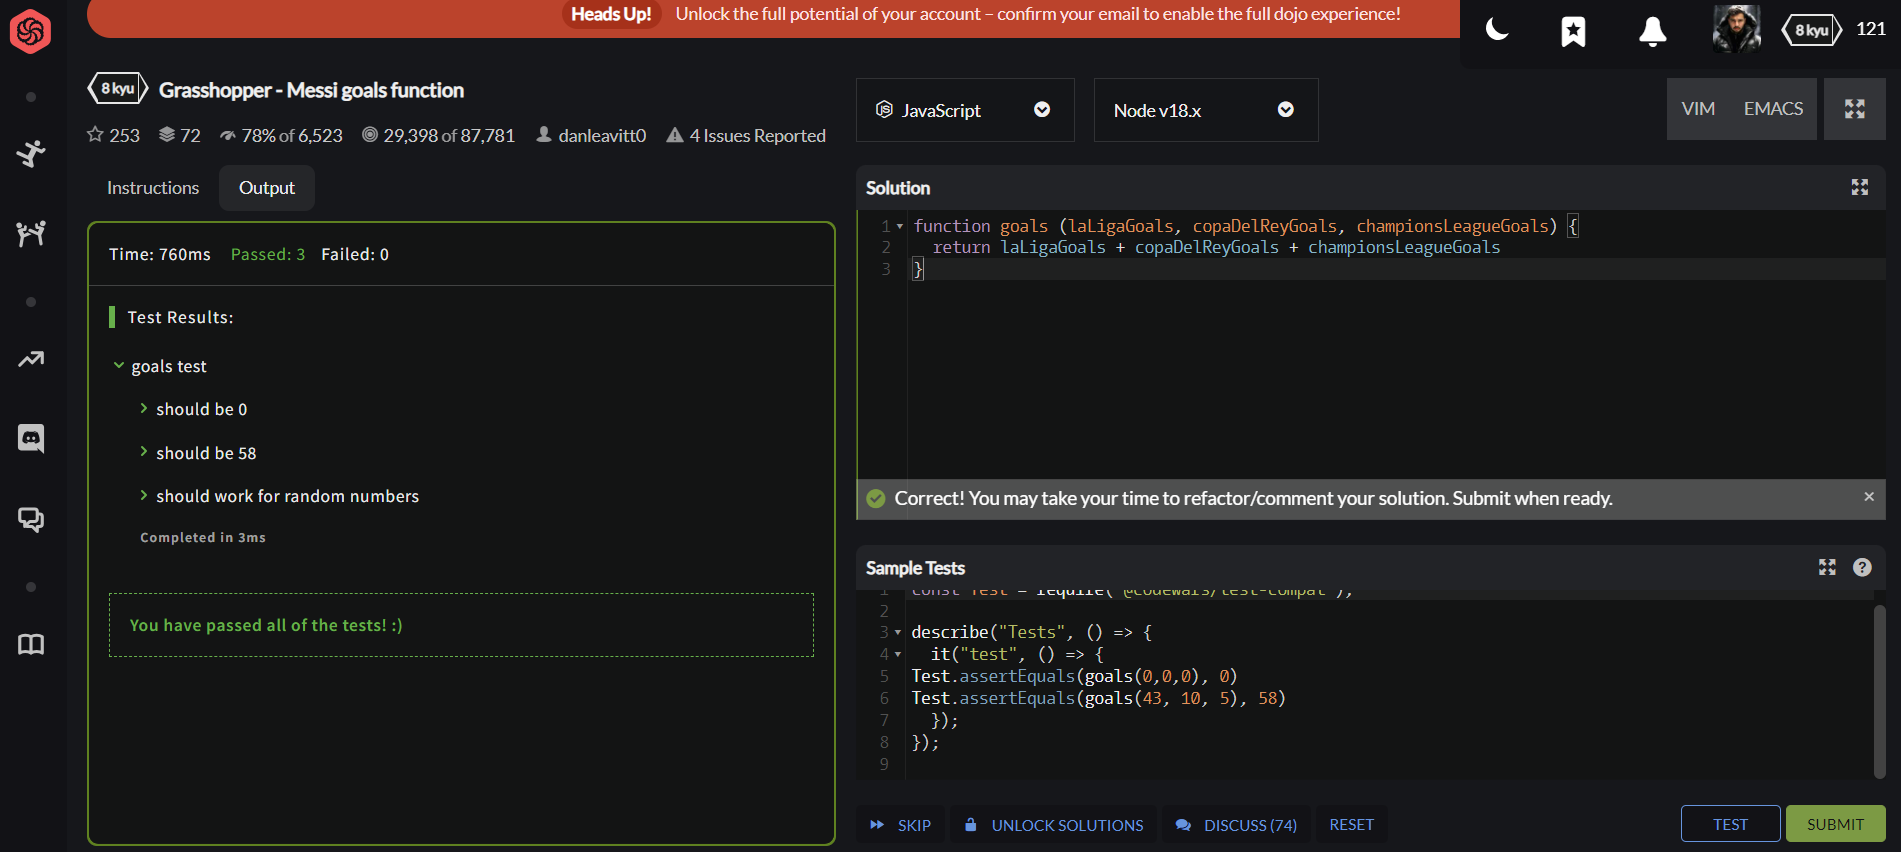 Heads Up! Unlock the full potential of your account – confirm your email to enable the full dojo experience!
8 kyu 121
8 kyu Grasshopper - Messi goals function
253 72 78% of 6,523 29,398 of 87,781 danleavitt0 4 Issues Reported
Instructions Output
Time: 760ms Passed: 3 Failed: 0
Test Results:
goals test
should be 0
should be 58
should work for random numbers
Completed in 3ms
You have passed all of the tests! :)
JavaScript Node v18.x VIM EMACS
Solution
1 function goals (laLigaGoals, copaDelReyGoals, championsLeagueGoals) {
2 return laLigaGoals + copaDelReyGoals + championsLeagueGoals
3 }
Correct! You may take your time to refactor/comment your solution. Submit when ready. ×
Sample Tests ?
1 const Test = require('@codewars/test-compat');
2
3 describe("Tests", () => {
4 it("test", () => {
5 Test.assertEquals(goals(0,0,0), 0)
6 Test.assertEquals(goals(43, 10, 5), 58)
7 });
8 });
9
SKIP UNLOCK SOLUTIONS DISCUSS (74) RESET TEST SUBMIT